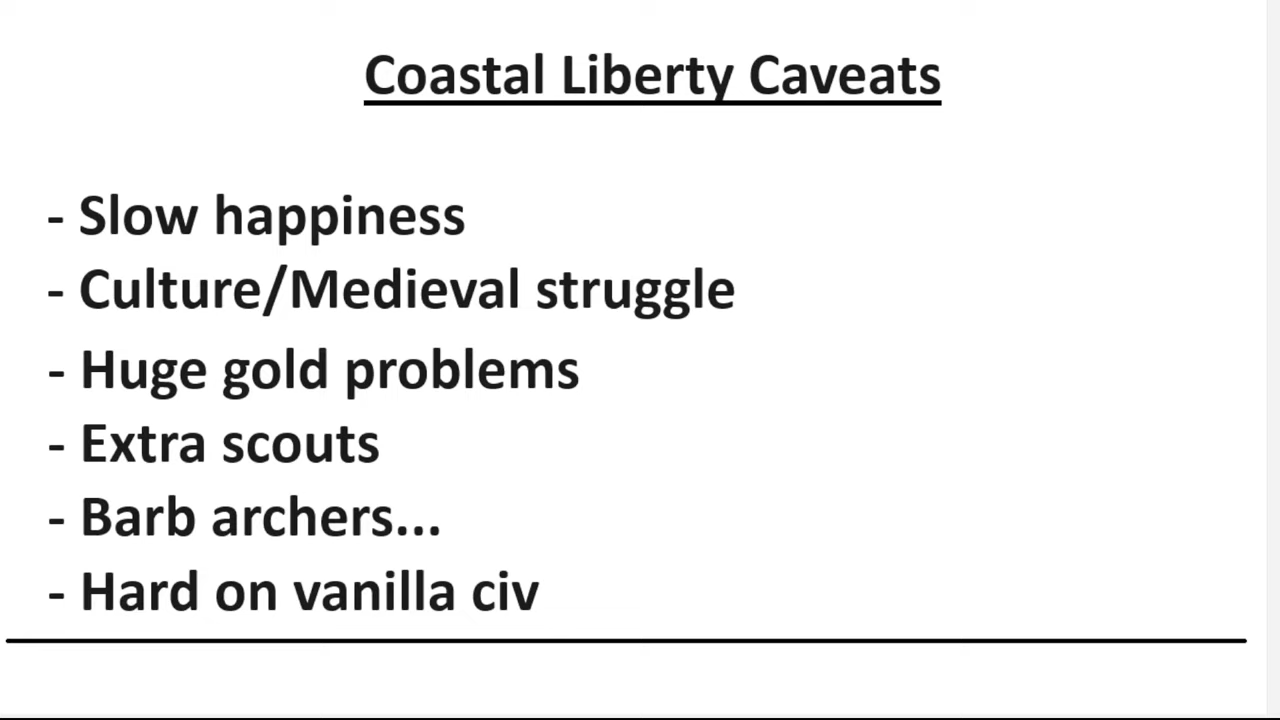 Coastal Liberty Caveats
- Slow happiness
- Culture/Medieval struggle
- Huge gold problems
- Extra scouts
- Barb archers...
- Hard on vanilla civ